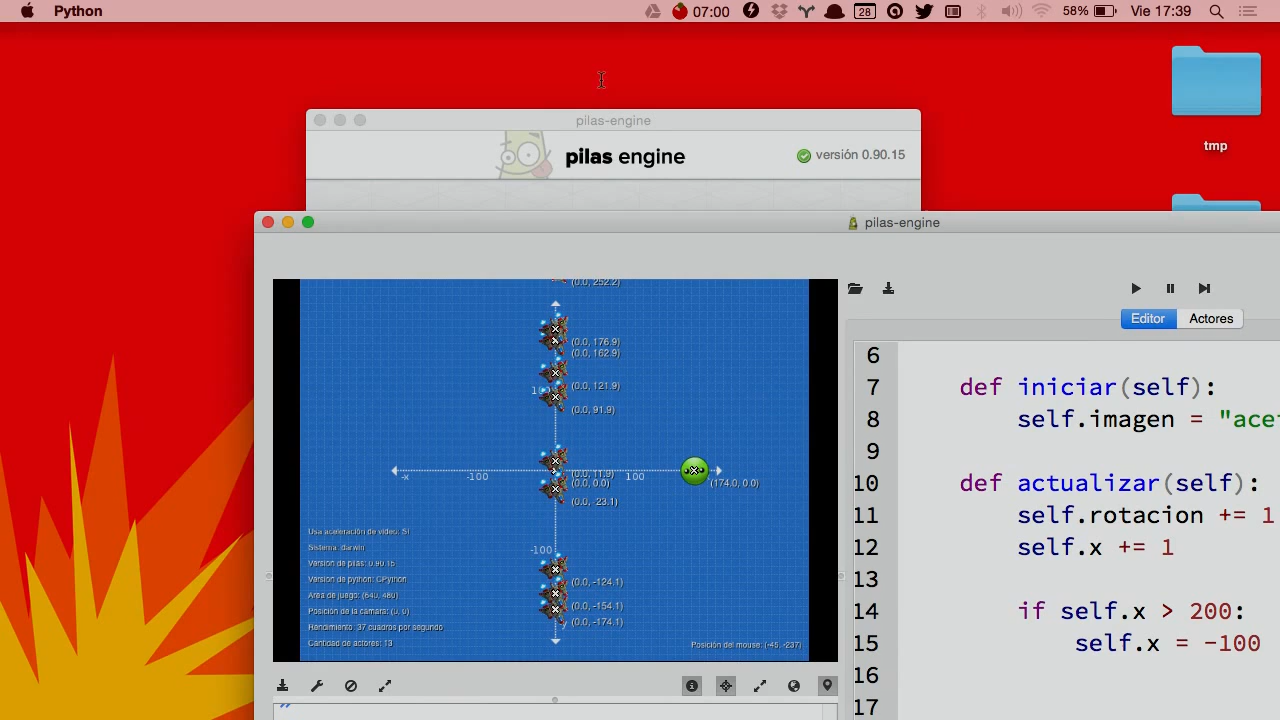 Python
07:00
28
58%
Vie 17:39
tmp
pilas-engine
pilas engine
versión 0.90.15
pilas-engine
(0.0, 252.2)
(0.0, 176.9)
(0.0, 162.9)
(0.0, 121.9)
(0.0, 91.9)
-x
-100
100
(0.0, 11.9)
(0.0, 0.0)
(174.0, 0.0)
(0.0, -23.1)
-100
(0.0, -124.1)
(0.0, -154.1)
(0.0, -174.1)
y
Usa aceleración de video: SI
Sistema: darwin
Versión de pilas: 0.90.15
Versión de python: CPython
Área de juego: (640, 480)
Posición de la cámara: (0, 0)
Rendimiento: 37 cuadros por segundo
Cantidad de actores: 13
Posición del mouse: (-45, -237)
Editor
Actores
6
7 def iniciar(self):
8 self.imagen = "ace
9
10 def actualizar(self):
11 self.rotacion += 1
12 self.x += 1
13
14 if self.x > 200:
15 self.x = -100
16
17